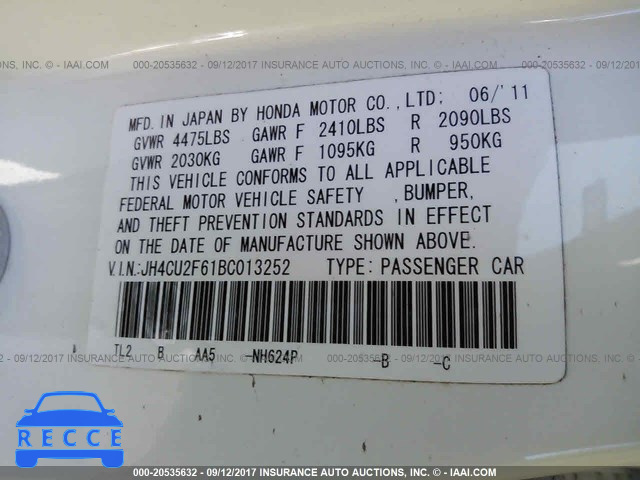 000-20535632 - 09/12/2017 INSURANCE AUTO AUCTIONS, INC. - © IAAI.COM
MFD. IN JAPAN BY HONDA MOTOR CO.,LTD; 06/'11
GVWR 4475LBS GAWR F 2410LBS R 2090LBS
GVWR 2030KG GAWR F 1095KG R 950KG
THIS VEHICLE CONFORMS TO ALL APPLICABLE
FEDERAL MOTOR VEHICLE SAFETY , BUMPER,
AND THEFT PREVENTION STANDARDS IN EFFECT
ON THE DATE OF MANUFACTURE SHOWN ABOVE.
V.I.N.:JH4CU2F61BC013252 TYPE: PASSENGER CAR
TL2 B AA5 -NH624P -B -C
000-20535632 - 09/12/2017 INSURANCE AUTO AUCTIONS, INC. - © IAAI.COM
RECCE
000-20535632 - 09/12/2017 INSURANCE AUTO AUCTIONS, INC. - © IAAI.COM